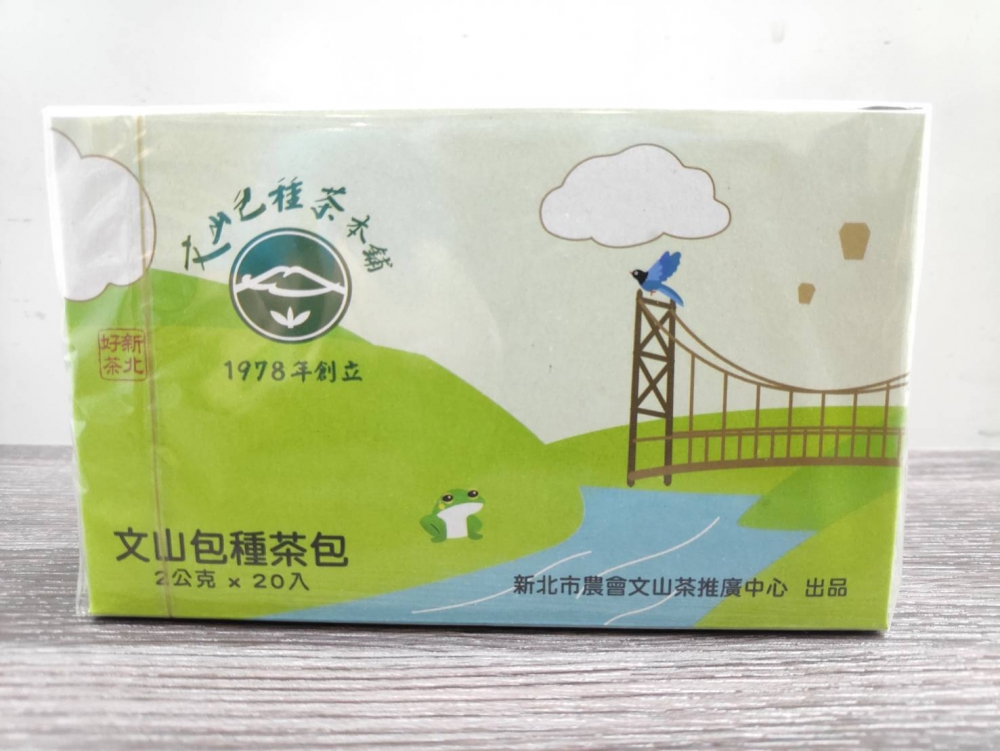 文山包種茶本舖
1978年創立
新北
好茶
文山包種茶包
2公克 x 20入
新北市農會文山茶推廣中心 出品